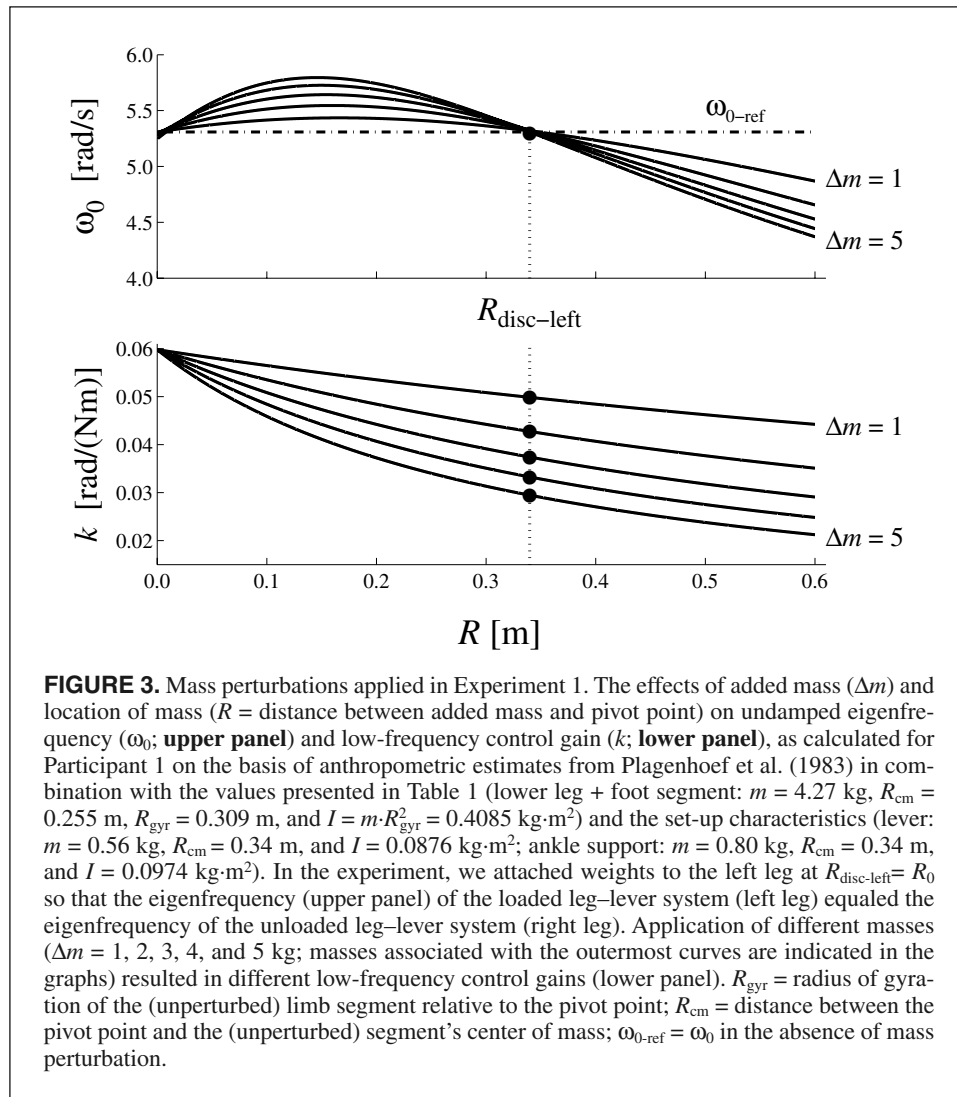 6.0
5.5
5.0
4.5
4.0
ω0 [rad/s]
ω0–ref
Δm = 1
Δm = 5
Rdisc–left
0.06
0.05
0.04
0.03
0.02
k [rad/(Nm)]
Δm = 1
Δm = 5
0.0 0.1 0.2 0.3 0.4 0.5 0.6
R [m]
FIGURE 3. Mass perturbations applied in Experiment 1. The effects of added mass (Δm) and
location of mass (R = distance between added mass and pivot point) on undamped eigenfre-
quency (ω0; upper panel) and low-frequency control gain (k; lower panel), as calculated for
Participant 1 on the basis of anthropometric estimates from Plagenhoef et al. (1983) in com-
bination with the values presented in Table 1 (lower leg + foot segment: m = 4.27 kg, Rcm =
0.255 m, Rgyr = 0.309 m, and I = m·R²gyr = 0.4085 kg·m²) and the set-up characteristics (lever:
m = 0.56 kg, Rcm = 0.34 m, and I = 0.0876 kg·m²; ankle support: m = 0.80 kg, Rcm = 0.34 m,
and I = 0.0974 kg·m²). In the experiment, we attached weights to the left leg at Rdisc-left= R0
so that the eigenfrequency (upper panel) of the loaded leg–lever system (left leg) equaled the
eigenfrequency of the unloaded leg–lever system (right leg). Application of different masses
(Δm = 1, 2, 3, 4, and 5 kg; masses associated with the outermost curves are indicated in the
graphs) resulted in different low-frequency control gains (lower panel). Rgyr = radius of gyra-
tion of the (unperturbed) limb segment relative to the pivot point; Rcm = distance between the
pivot point and the (unperturbed) segment's center of mass; ω0-ref = ω0 in the absence of mass
perturbation.